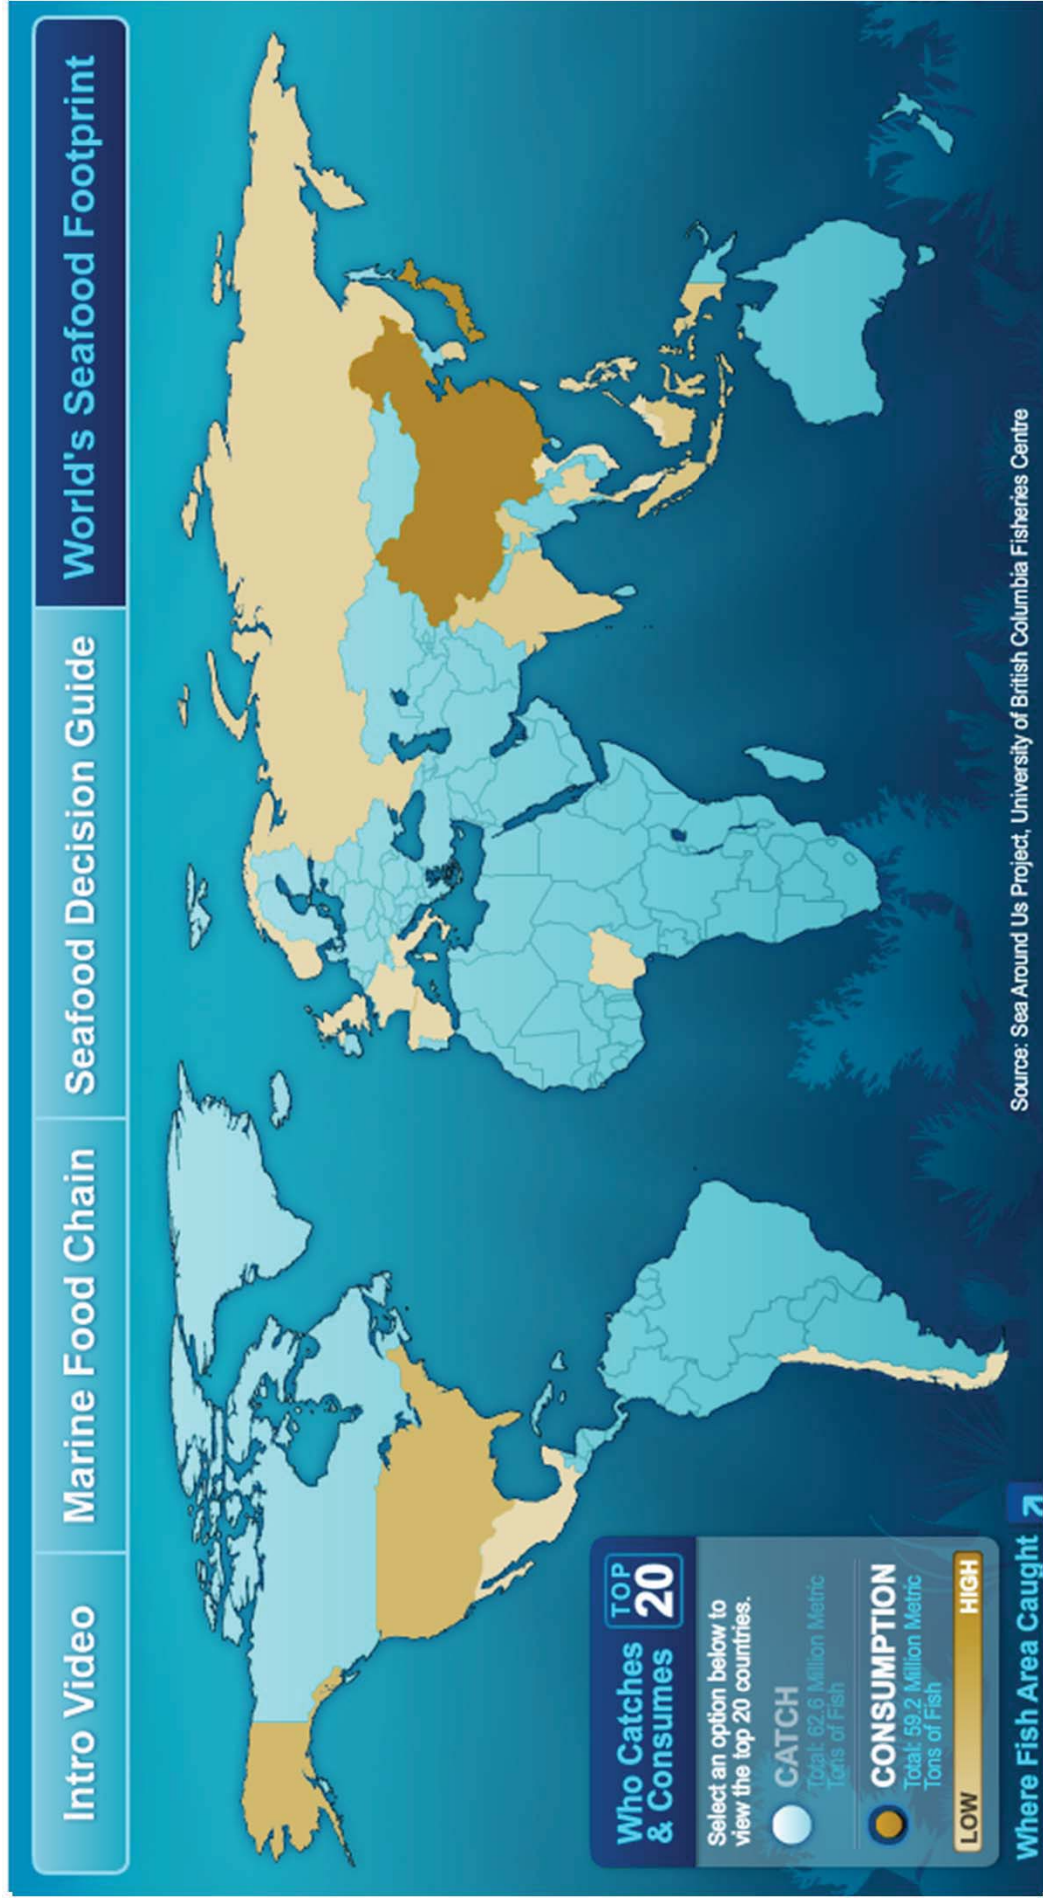 Intro Video
Marine Food Chain
Seafood Decision Guide
World's Seafood Footprint
Who Catches
& Consumes
TOP
20
Select an option below to
view the top 20 countries.
CATCH
Total: 62.6 Million Metric
Tons of Fish
CONSUMPTION
Total: 59.2 Million Metric
Tons of Fish
LOW
HIGH
Where Fish Area Caught
Source: Sea Around Us Project, University of British Columbia Fisheries Centre